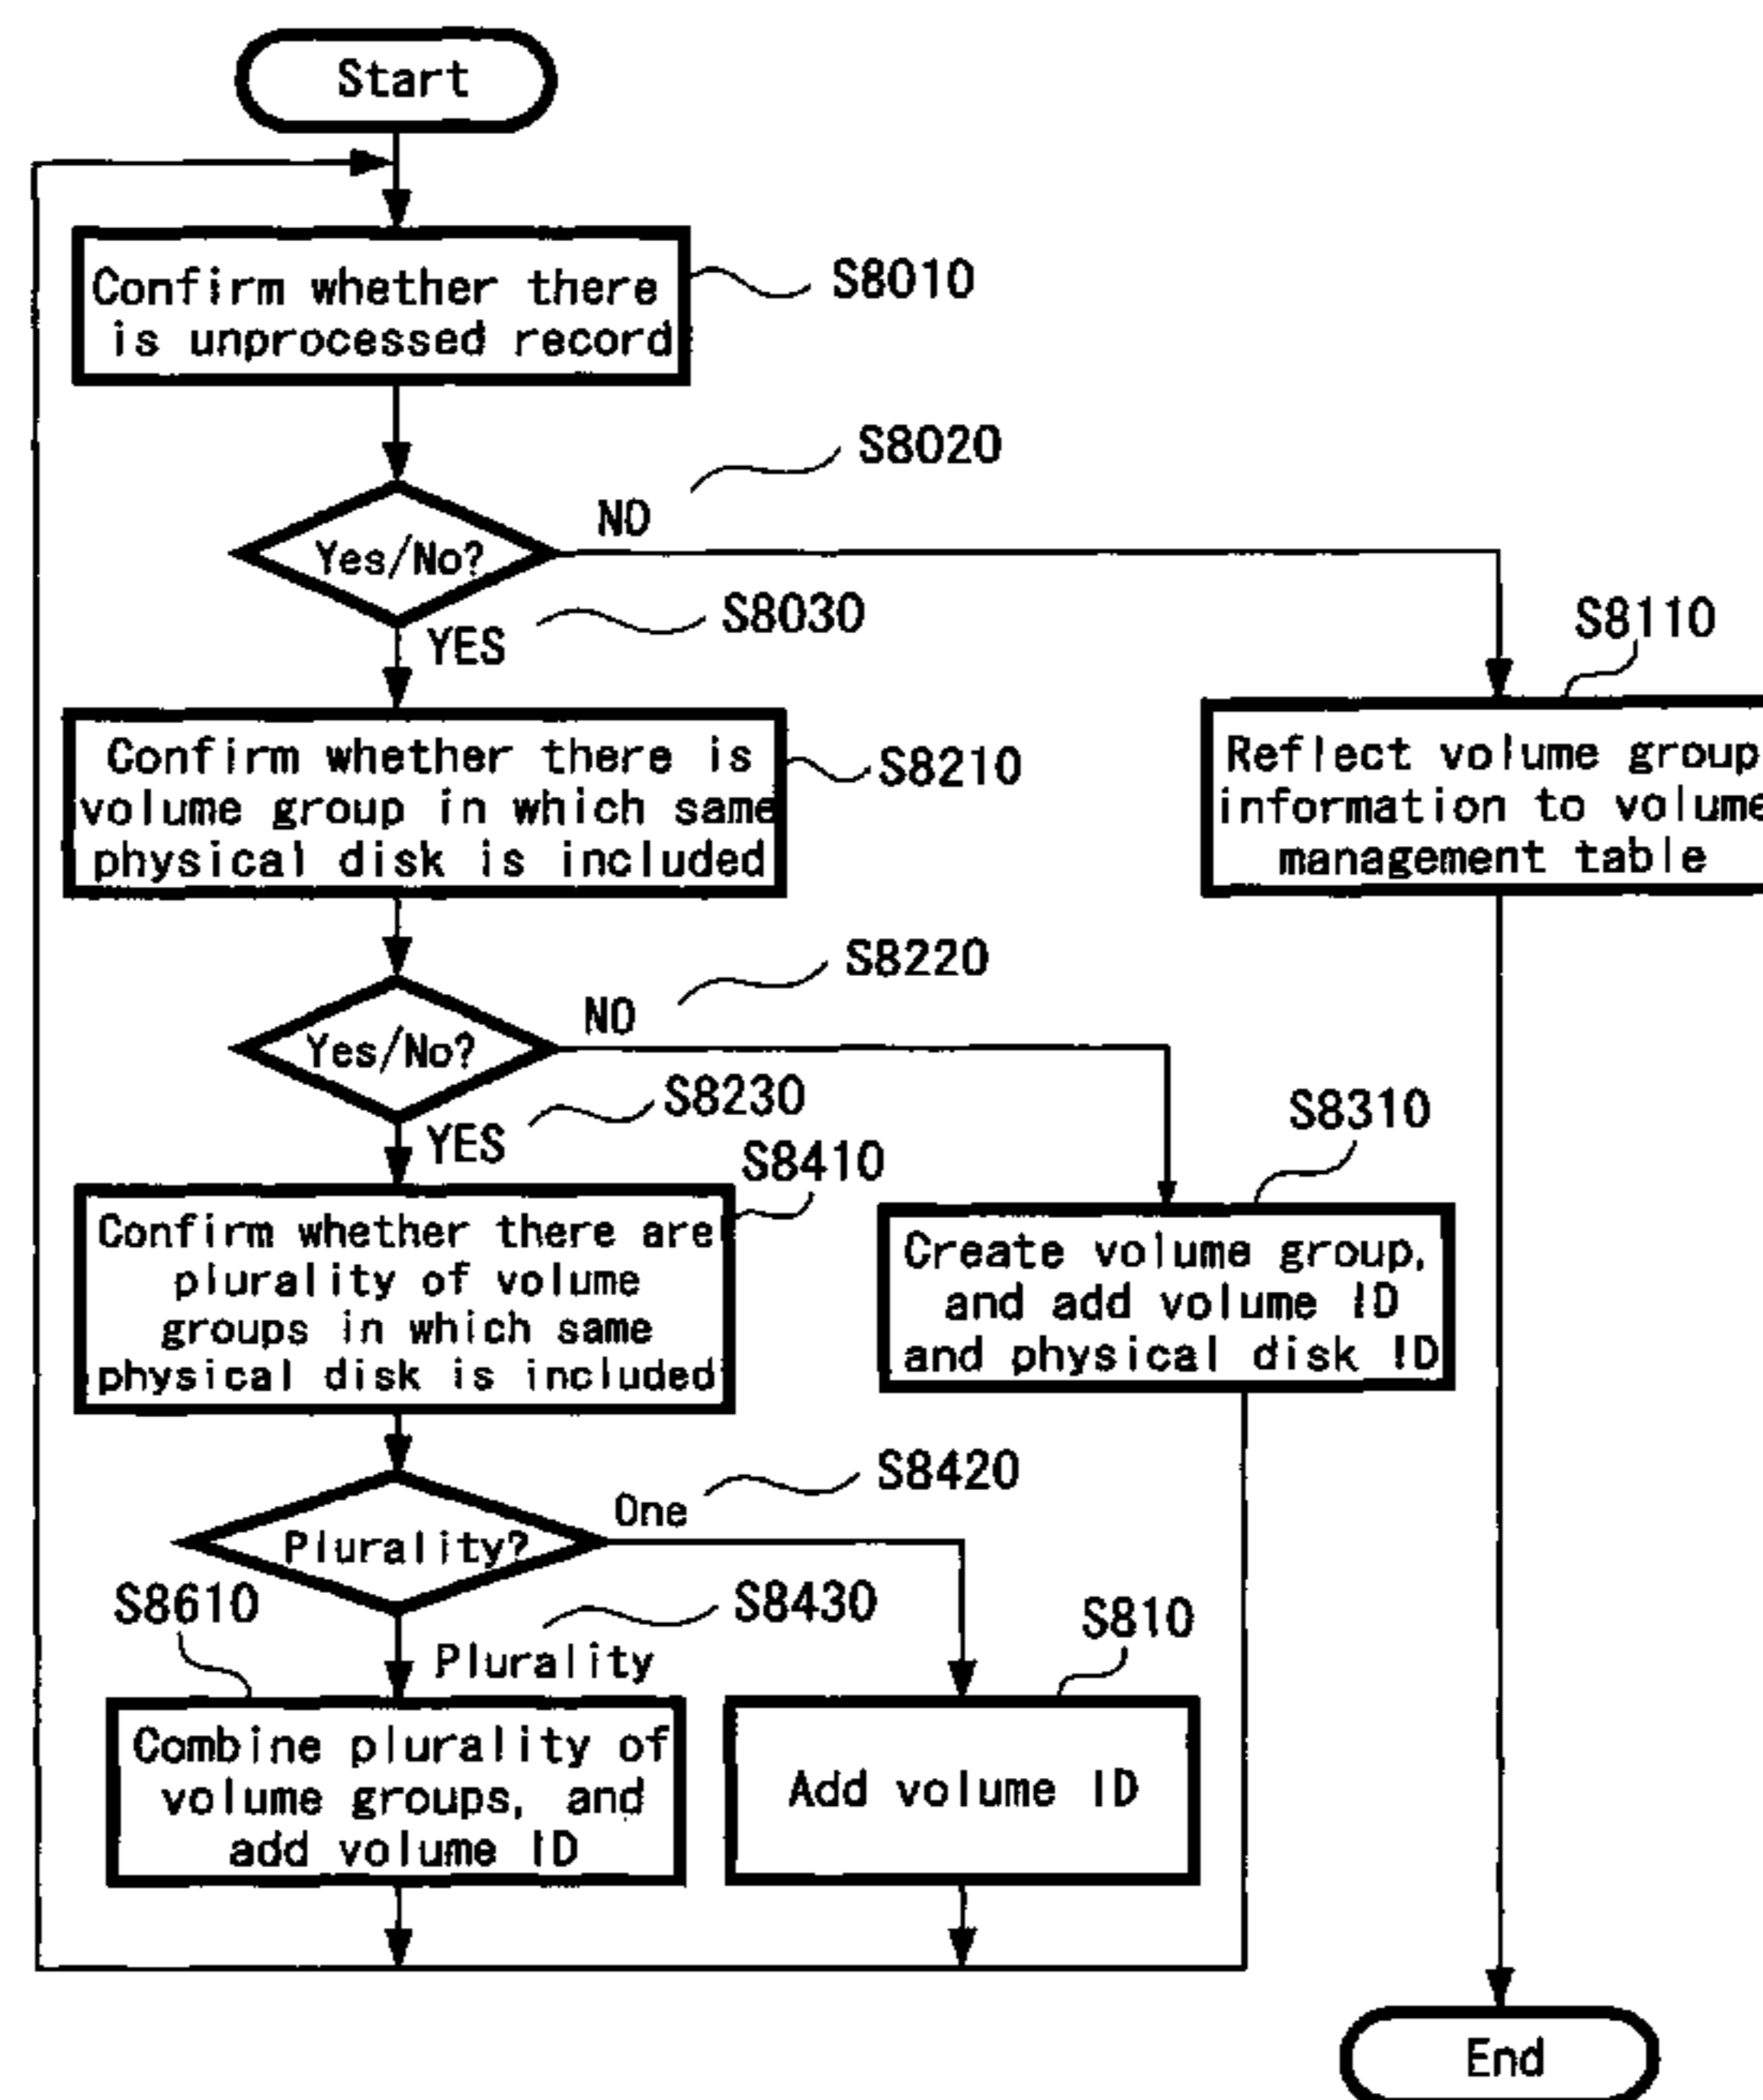 Start
Confirm whether there
is unprocessed record
S8010
S8020
Yes/No?
NO
S8030
YES
S8110
Confirm whether there is
volume group in which same
physical disk is included
S8210
Reflect volume group
information to volume
management table
S8220
Yes/No?
NO
S8230
YES
S8410
S8310
Confirm whether there are
plurality of volume
groups in which same
physical disk is included
Create volume group,
and add volume ID
and physical disk ID
S8420
Plurality?
One
S8610
S8430
S810
Plurality
Combine plurality of
volume groups, and
add volume ID
Add volume ID
End